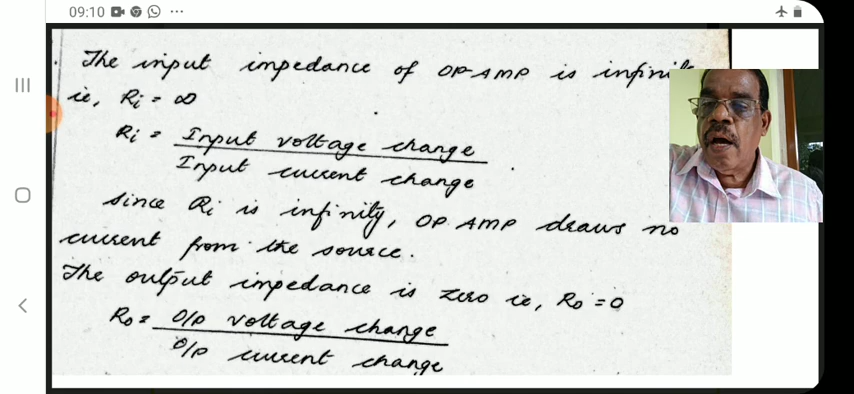 09:10
The input impedance of OP-AMP is infinit
ie, Ri = ∞
Ri = Input voltage change
Input current change
since Ri is infinity, OP AMP draws no
current from the source.
The output impedance is zero ie, Ro = 0
Ro = O/P voltage change
O/P current change